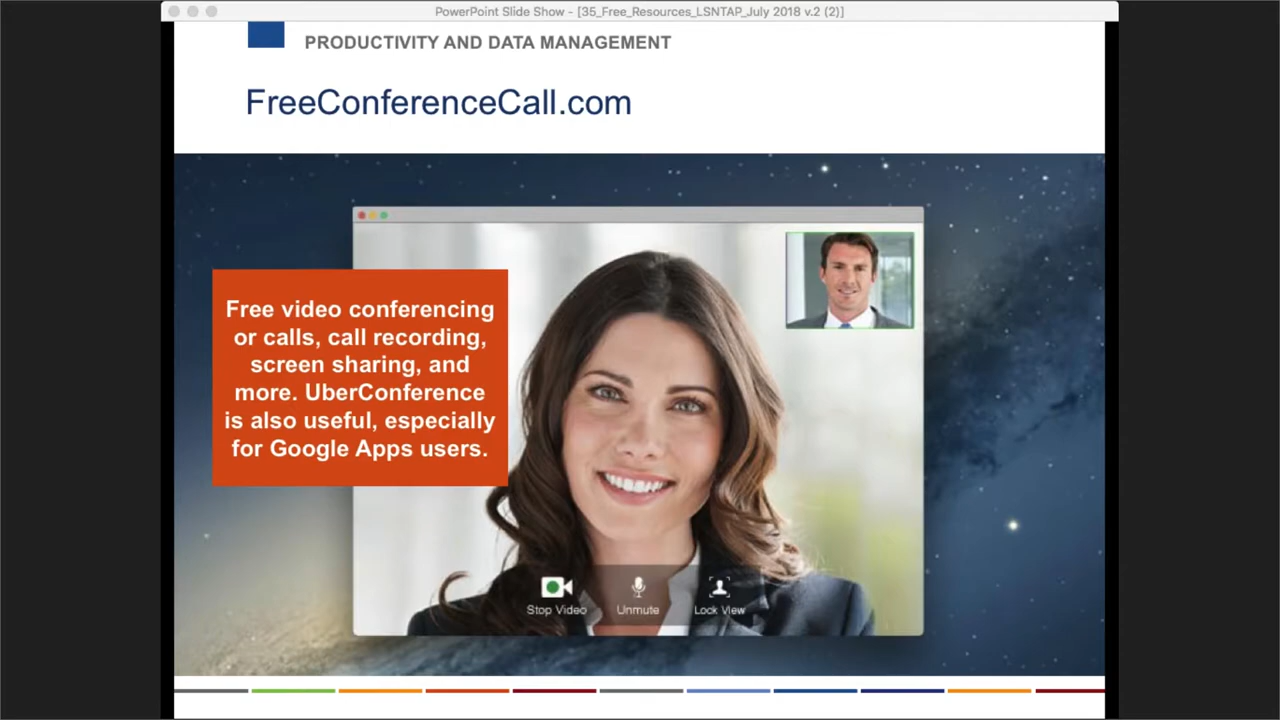 PowerPoint Slide Show - [35_Free_Resources_LSNTAP_July 2018 v.2 (2)]
PRODUCTIVITY AND DATA MANAGEMENT
FreeConferenceCall.com
Free video conferencing
or calls, call recording,
screen sharing, and
more. UberConference
is also useful, especially
for Google Apps users.
Stop Video
Unmute
Lock View